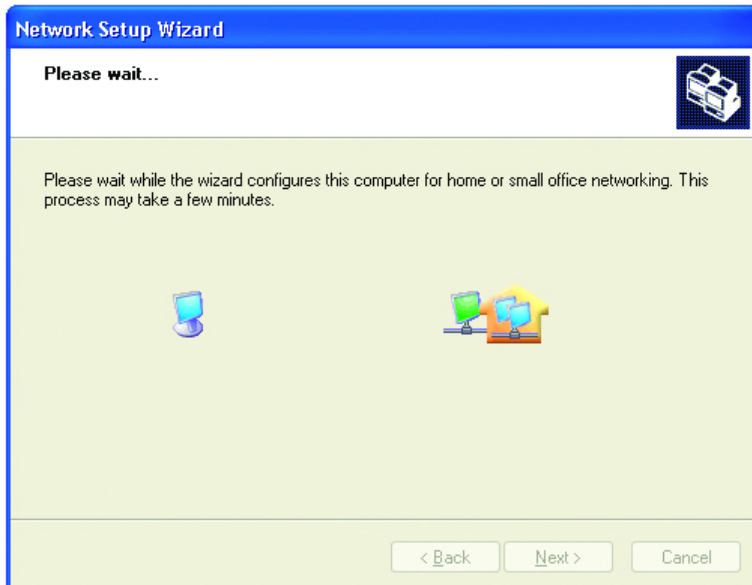 Network Setup Wizard
Please wait...
Please wait while the wizard configures this computer for home or small office networking. This
process may take a few minutes.
< Back Next > Cancel